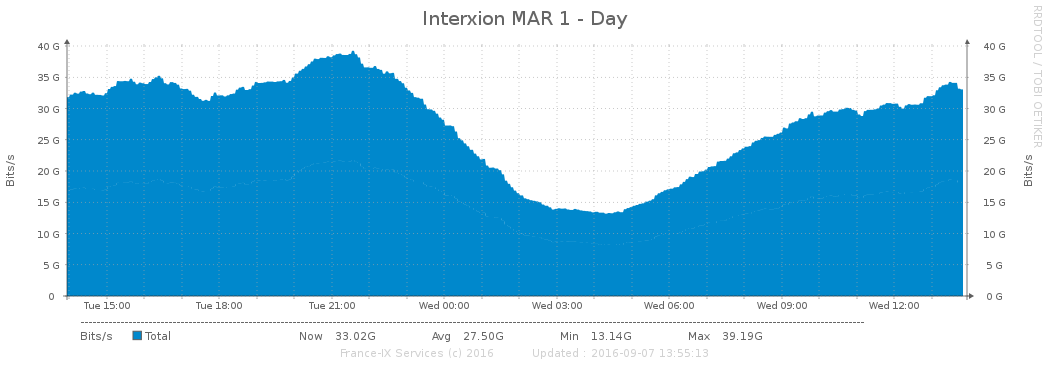 Interxion MAR 1 - Day
RRDTOOL / TOBI OETIKER
Bits/s
Bits/s
40 G 40 G
35 G 35 G
30 G 30 G
25 G 25 G
20 G 20 G
15 G 15 G
10 G 10 G
5 G 5 G
0 0 G
Tue 15:00 Tue 18:00 Tue 21:00 Wed 00:00 Wed 03:00 Wed 06:00 Wed 09:00 Wed 12:00
Bits/s Total Now 33.02G Avg 27.50G Min 13.14G Max 39.19G
France-IX Services (c) 2016 Updated : 2016-09-07 13:55:13